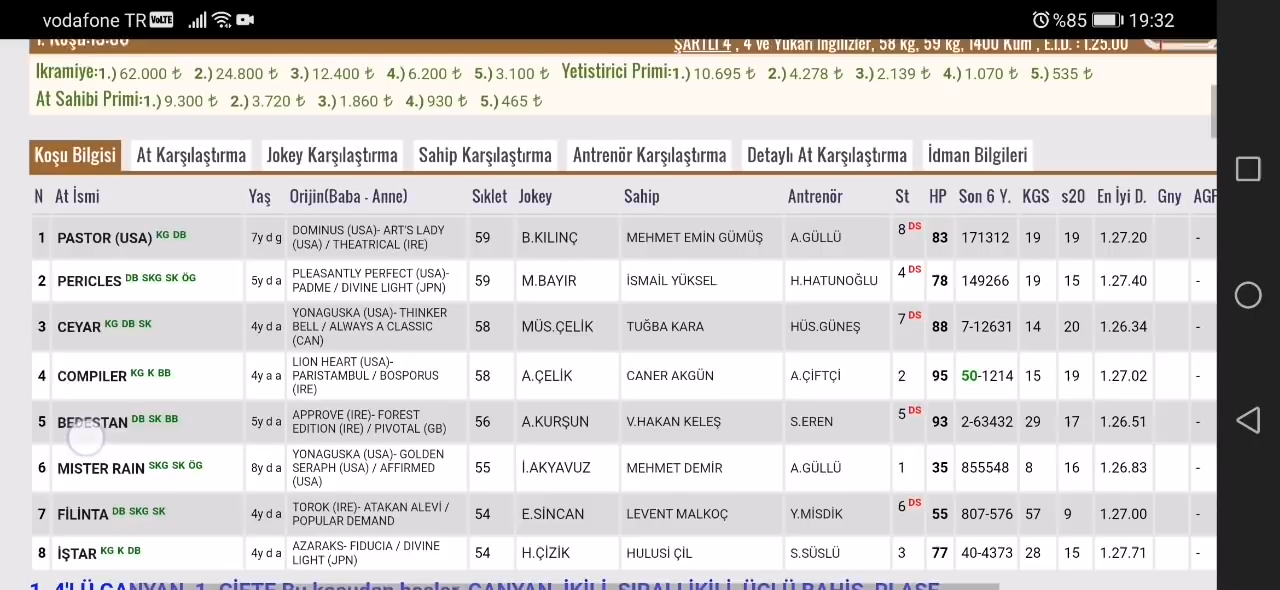 vodafone TR VoLTE %85 19:32
ŞARTLI 4 , 4 ve Yukarı İngilizler, 58 kg, 59 kg, 1400 Kum , E.İ.D. : 1.25.00
İkramiye:1.) 62.000 ₺ 2.) 24.800 ₺ 3.) 12.400 ₺ 4.) 6.200 ₺ 5.) 3.100 ₺ Yetistirici Primi:1.) 10.695 ₺ 2.) 4.278 ₺ 3.) 2.139 ₺ 4.) 1.070 ₺ 5.) 535 ₺
At Sahibi Primi:1.) 9.300 ₺ 2.) 3.720 ₺ 3.) 1.860 ₺ 4.) 930 ₺ 5.) 465 ₺
Koşu Bilgisi At Karşılaştırma Jokey Karşılaştırma Sahip Karşılaştırma Antrenör Karşılaştırma Detaylı At Karşılaştırma İdman Bilgileri
N At İsmi Yaş Orijin(Baba - Anne) Sıklet Jokey Sahip Antrenör St HP Son 6 Y. KGS s20 En İyi D. Gny AGF
1 PASTOR (USA) KG DB 7y d g DOMINUS (USA)- ART'S LADY (USA) / THEATRICAL (IRE) 59 B.KILINÇ MEHMET EMİN GÜMÜŞ A.GÜLLÜ 8 DS 83 171312 19 19 1.27.20 -
2 PERICLES DB SKG SK ÖG 5y d a PLEASANTLY PERFECT (USA)- PADME / DIVINE LIGHT (JPN) 59 M.BAYIR İSMAİL YÜKSEL H.HATUNOĞLU 4 DS 78 149266 19 15 1.27.40 -
3 CEYAR KG DB SK 4y d a YONAGUSKA (USA)- THINKER BELL / ALWAYS A CLASSIC (CAN) 58 MÜS.ÇELİK TUĞBA KARA HÜS.GÜNEŞ 7 DS 88 7-12631 14 20 1.26.34 -
4 COMPILER KG K BB 4y a a LION HEART (USA)- PARISTAMBUL / BOSPORUS (IRE) 58 A.ÇELİK CANER AKGÜN A.ÇİFTÇİ 2 95 50-1214 15 19 1.27.02 -
5 BEDESTAN DB SK BB 5y d a APPROVE (IRE)- FOREST EDITION (IRE) / PIVOTAL (GB) 56 A.KURŞUN V.HAKAN KELEŞ S.EREN 5 DS 93 2-63432 29 17 1.26.51 -
6 MISTER RAIN SKG SK ÖG 8y d a YONAGUSKA (USA)- GOLDEN SERAPH (USA) / AFFIRMED (USA) 55 İ.AKYAVUZ MEHMET DEMİR A.GÜLLÜ 1 35 855548 8 16 1.26.83 -
7 FİLİNTA DB SKG SK 4y d a TOROK (IRE)- ATAKAN ALEVİ / POPULAR DEMAND 54 E.SİNCAN LEVENT MALKOÇ Y.MİSDİK 6 DS 55 807-576 57 9 1.27.00 -
8 İŞTAR KG K DB 4y d a AZARAKS- FIDUCIA / DIVINE LIGHT (JPN) 54 H.ÇİZİK HULUSİ ÇİL S.SÜSLÜ 3 77 40-4373 28 15 1.27.71 -